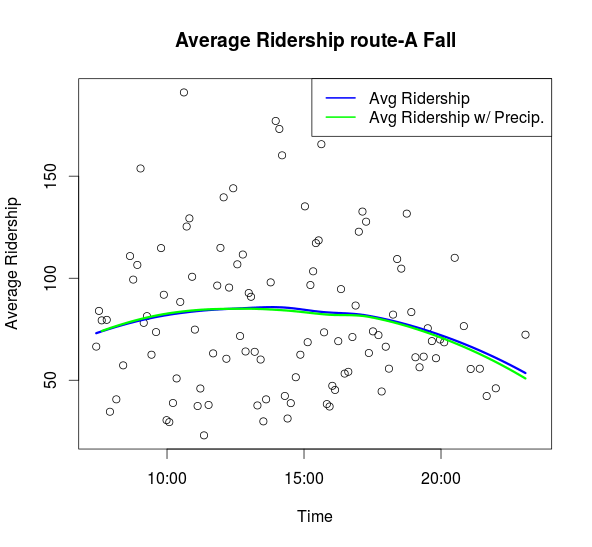 Average Ridership route-A Fall
Avg Ridership
Avg Ridership w/ Precip.
Average Ridership
150
100
50
10:00
15:00
20:00
Time